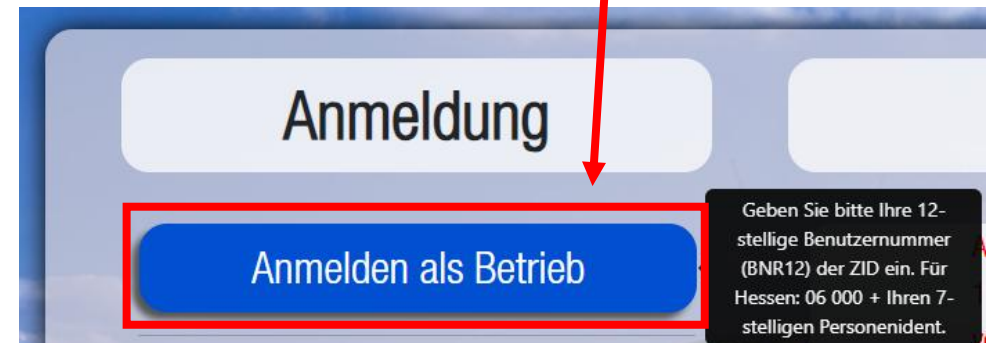 Anmeldung
Anmelden als Betrieb
Geben Sie bitte Ihre 12-
stellige Benutzernummer
(BNR12) der ZID ein. Für
Hessen: 06 000 + Ihren 7-
stelligen Personenident.